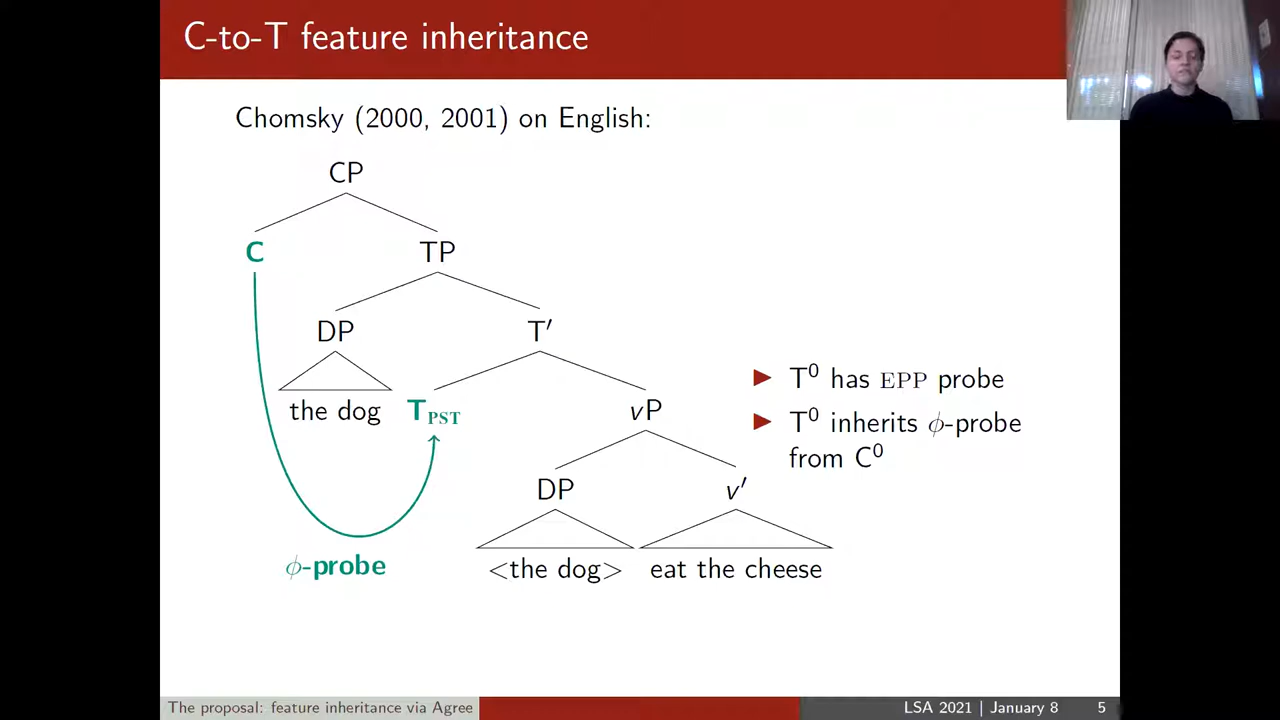 C-to-T feature inheritance
Chomsky (2000, 2001) on English:
CP
C
TP
DP
T′
the dog
T_PST
vP
▶ T⁰ has EPP probe
▶ T⁰ inherits ϕ-probe
from C⁰
DP
v′
<the dog>
eat the cheese
ϕ-probe
The proposal: feature inheritance via Agree
LSA 2021 | January 8
5